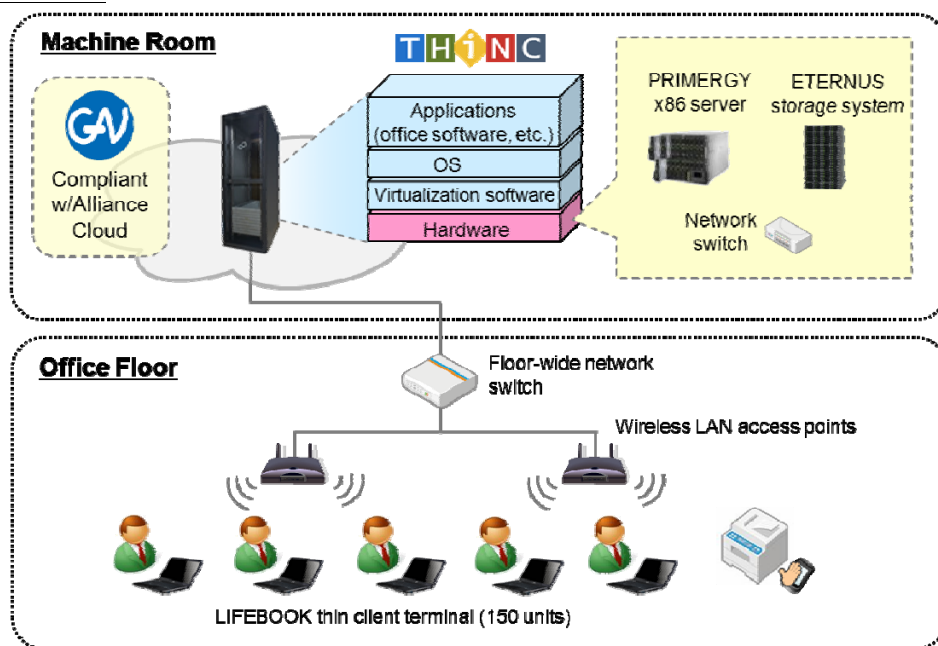 Machine Room
THiNC
GAV
Compliant
w/Alliance
Cloud
Applications
(office software, etc.)
OS
Virtualization software
Hardware
PRIMERGY
x86 server
ETERNUS
storage system
Network
switch
Office Floor
Floor-wide network
switch
Wireless LAN access points
LIFEBOOK thin client terminal (150 units)